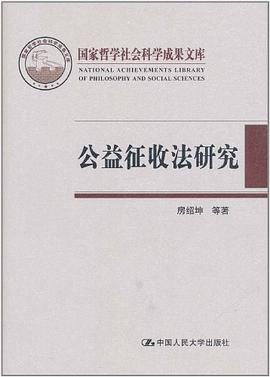 国家哲学社会科学成果文库
NATIONAL ACHIEVEMENTS LIBRARY
OF PHILOSOPHY AND SOCIAL SCIENCES
公益征收法研究
房绍坤 等著
中国人民大学出版社